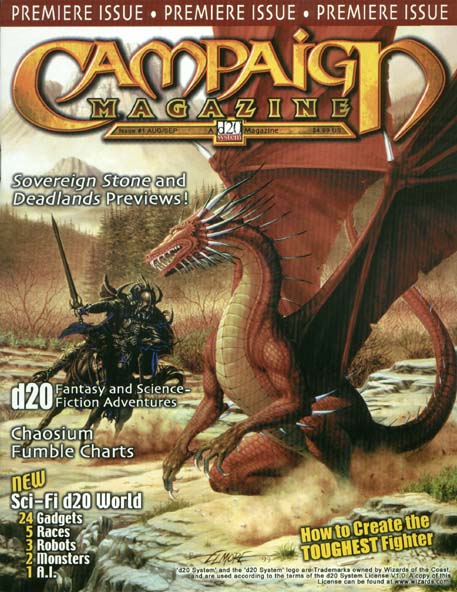 PREMIERE ISSUE • PREMIERE ISSUE • PREMIERE ISSUE
CAMPAIGN
MAGAZINE
Issue #1 AUG/SEP A d20 system Magazine $4.99 US
Sovereign Stone and
Deadlands Previews!
d20 Fantasy and Science-
Fiction Adventures
Chaosium
Fumble Charts
NEW
Sci-Fi d20 World
24 Gadgets
5 Races
3 Robots
2 Monsters
1 A.I.
ELMORE
How to Create the
TOUGHEST Fighter
"d20 System" and the "d20 System" logo are Trademarks owned by Wizards of the Coast,
and are used according to the terms of the d20 System License V1.0. A copy of this
License can be found at www.wizards.com.